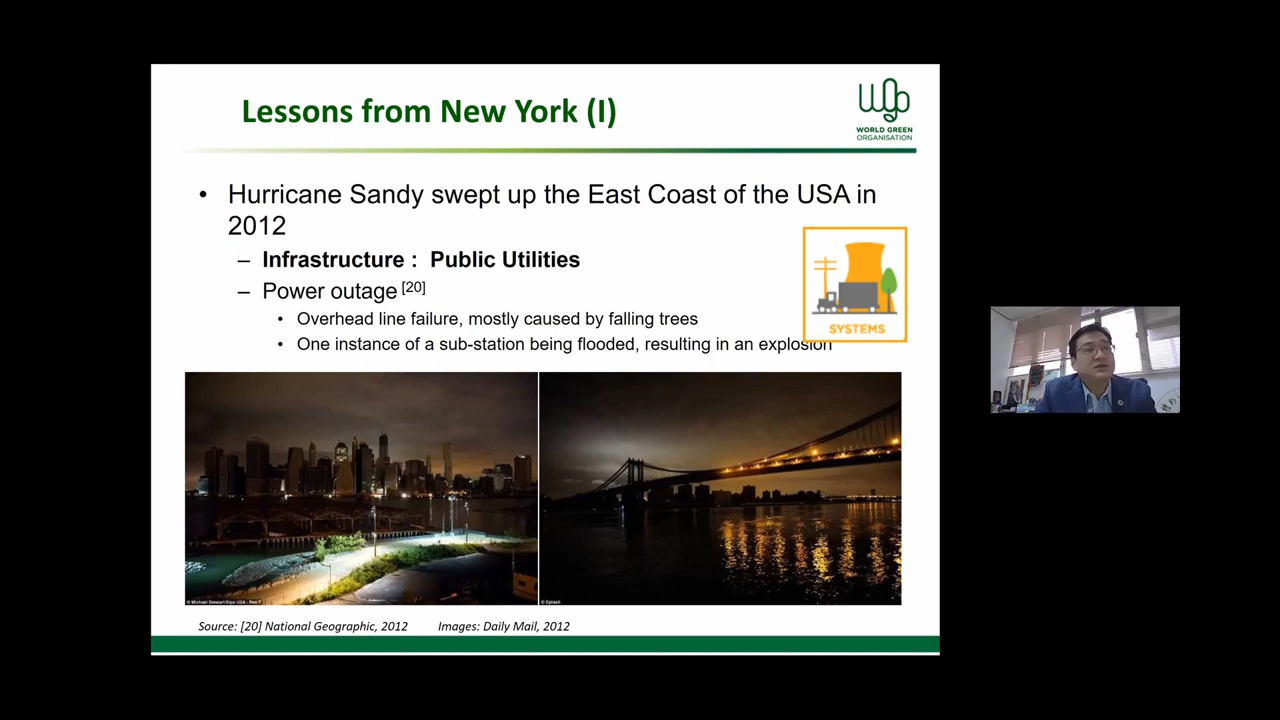 Lessons from New York (I)
WORLD GREEN
ORGANISATION
• Hurricane Sandy swept up the East Coast of the USA in
2012
– Infrastructure : Public Utilities
– Power outage [20]
• Overhead line failure, mostly caused by falling trees
• One instance of a sub-station being flooded, resulting in an explosion
SYSTEMS
© Splash
Source: [20] National Geographic, 2012 Images: Daily Mail, 2012